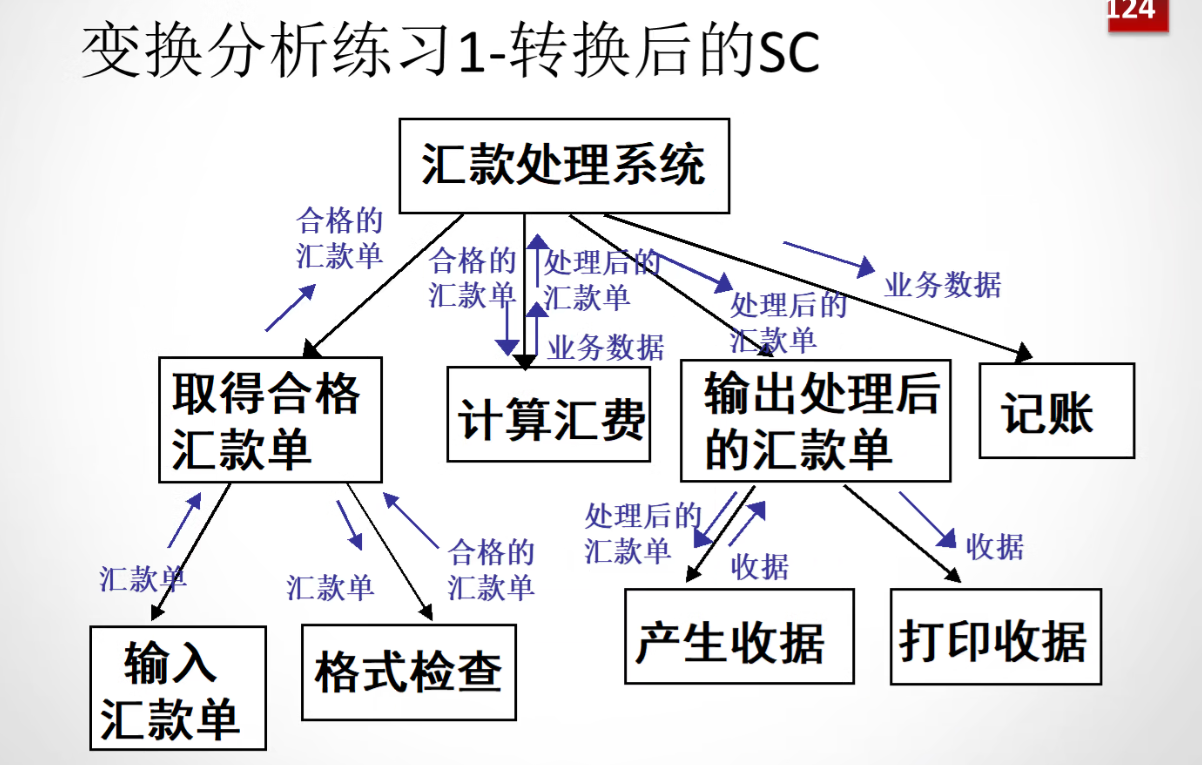 124
变换分析练习1-转换后的SC
汇款处理系统
合格的
汇款单
合格的
汇款单
处理后的
汇款单
业务数据
处理后的
汇款单
业务数据
取得合格
汇款单
计算汇费
输出处理后
的汇款单
记账
汇款单
汇款单
合格的
汇款单
处理后的
汇款单
收据
收据
输入
汇款单
格式检查
产生收据
打印收据